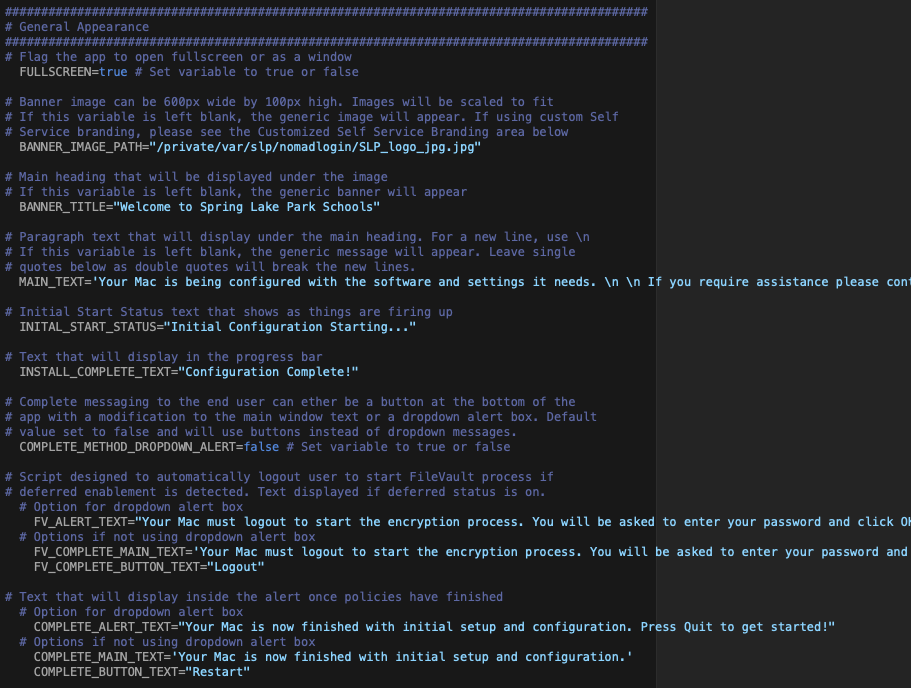 #########################################################################################
# General Appearance
#########################################################################################
# Flag the app to open fullscreen or as a window
FULLSCREEN=true # Set variable to true or false
# Banner image can be 600px wide by 100px high. Images will be scaled to fit
# If this variable is left blank, the generic image will appear. If using custom Self
# Service branding, please see the Customized Self Service Branding area below
BANNER_IMAGE_PATH="/private/var/slp/nomadlogin/SLP_logo_jpg.jpg"
# Main heading that will be displayed under the image
# If this variable is left blank, the generic banner will appear
BANNER_TITLE="Welcome to Spring Lake Park Schools"
# Paragraph text that will display under the main heading. For a new line, use \n
# If this variable is left blank, the generic message will appear. Leave single
# quotes below as double quotes will break the new lines.
MAIN_TEXT='Your Mac is being configured with the software and settings it needs. \n \n If you require assistance please
# Initial Start Status text that shows as things are firing up
INITAL_START_STATUS="Initial Configuration Starting..."
# Text that will display in the progress bar
INSTALL_COMPLETE_TEXT="Configuration Complete!"
# Complete messaging to the end user can ether be a button at the bottom of the
# app with a modification to the main window text or a dropdown alert box. Default
# value set to false and will use buttons instead of dropdown messages.
COMPLETE_METHOD_DROPDOWN_ALERT=false # Set variable to true or false
# Script designed to automatically logout user to start FileVault process if
# deferred enablement is detected. Text displayed if deferred status is on.
# Option for dropdown alert box
FV_ALERT_TEXT="Your Mac must logout to start the encryption process. You will be asked to enter your password and click
# Options if not using dropdown alert box
FV_COMPLETE_MAIN_TEXT='Your Mac must logout to start the encryption process. You will be asked to enter your password and
FV_COMPLETE_BUTTON_TEXT="Logout"
# Text that will display inside the alert once policies have finished
# Option for dropdown alert box
COMPLETE_ALERT_TEXT="Your Mac is now finished with initial setup and configuration. Press Quit to get started!"
# Options if not using dropdown alert box
COMPLETE_MAIN_TEXT='Your Mac is now finished with initial setup and configuration.'
COMPLETE_BUTTON_TEXT="Restart"